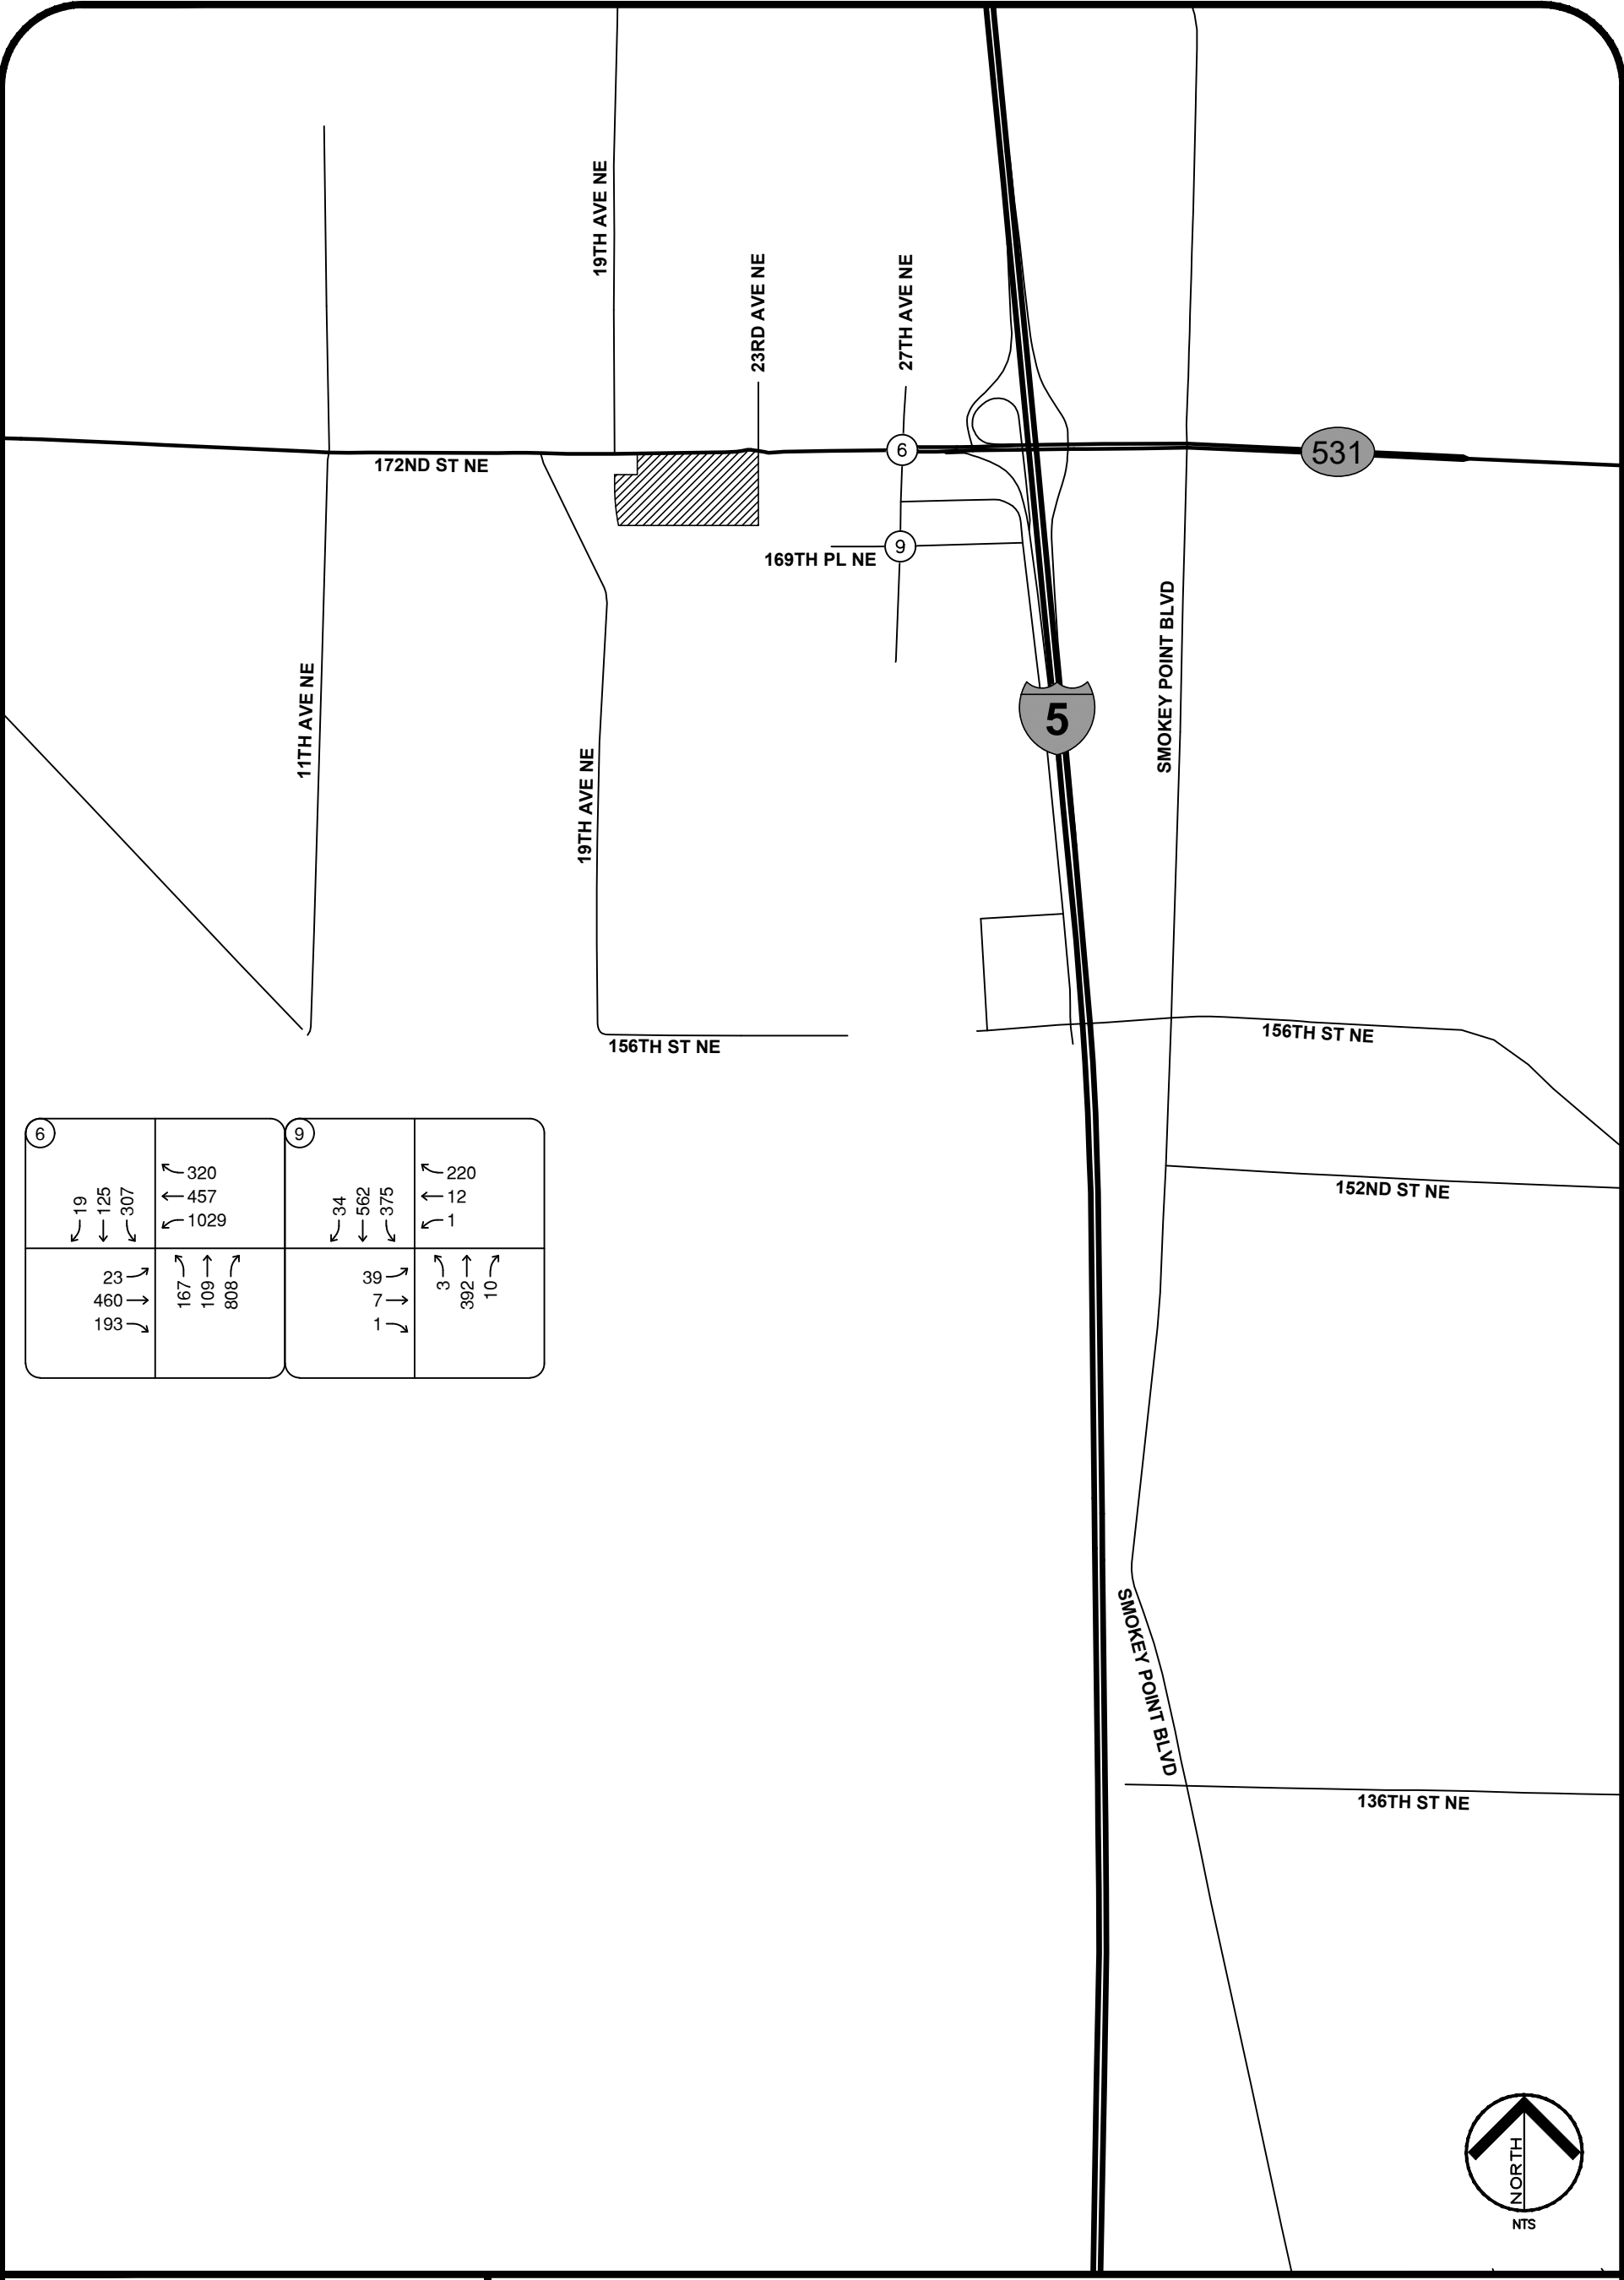 19TH AVE NE
23RD AVE NE
27TH AVE NE
6
531
172ND ST NE
9
169TH PL NE
SMOKEY POINT BLVD
11TH AVE NE
5
19TH AVE NE
156TH ST NE
156TH ST NE
152ND ST NE
6
19
125
307
320
457
1029
23
460
193
167
109
808
9
34
562
375
220
12
1
39
7
1
3
392
10
SMOKEY POINT BLVD
136TH ST NE
NORTH
NTS